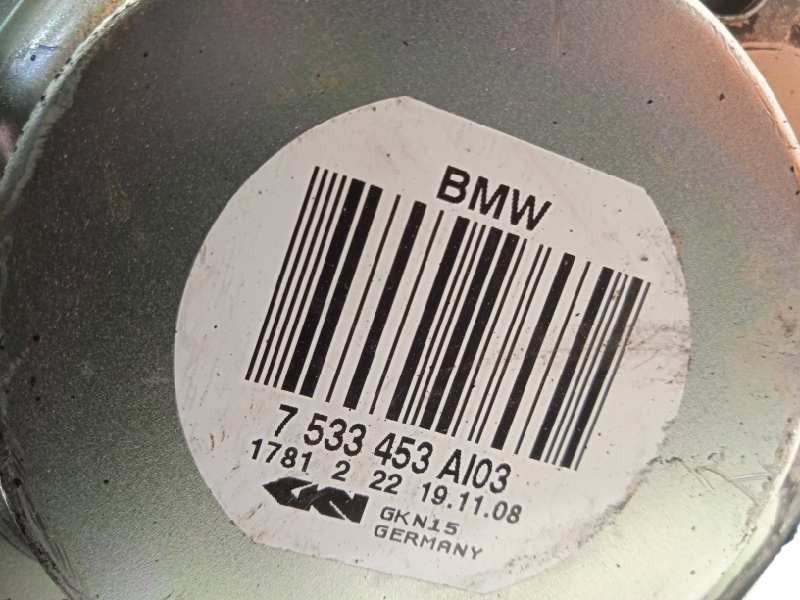 BMW
7 533 453 AI03
1781 2 22 19.11.08
GKN GKN15
GERMANY